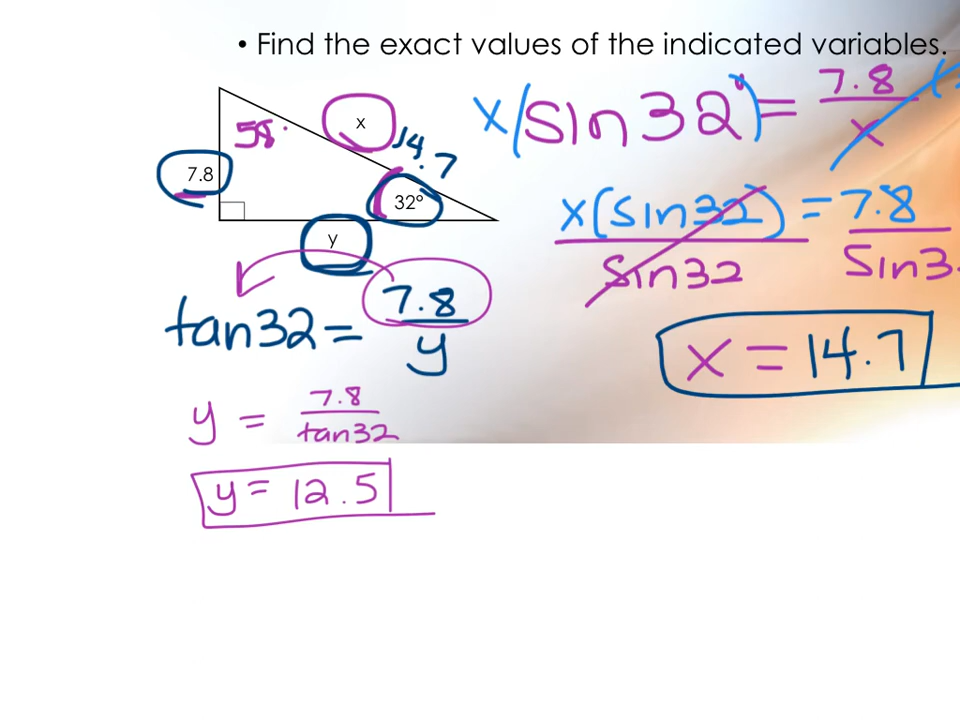 • Find the exact values of the indicated variables.
x(sin32°)= 7.8/x
58°
x
14.7
7.8
32°
y
x(sin32)=7.8
sin32 sin3
tan32= 7.8/y
x = 14.7
y = 7.8/tan32
y = 12.5